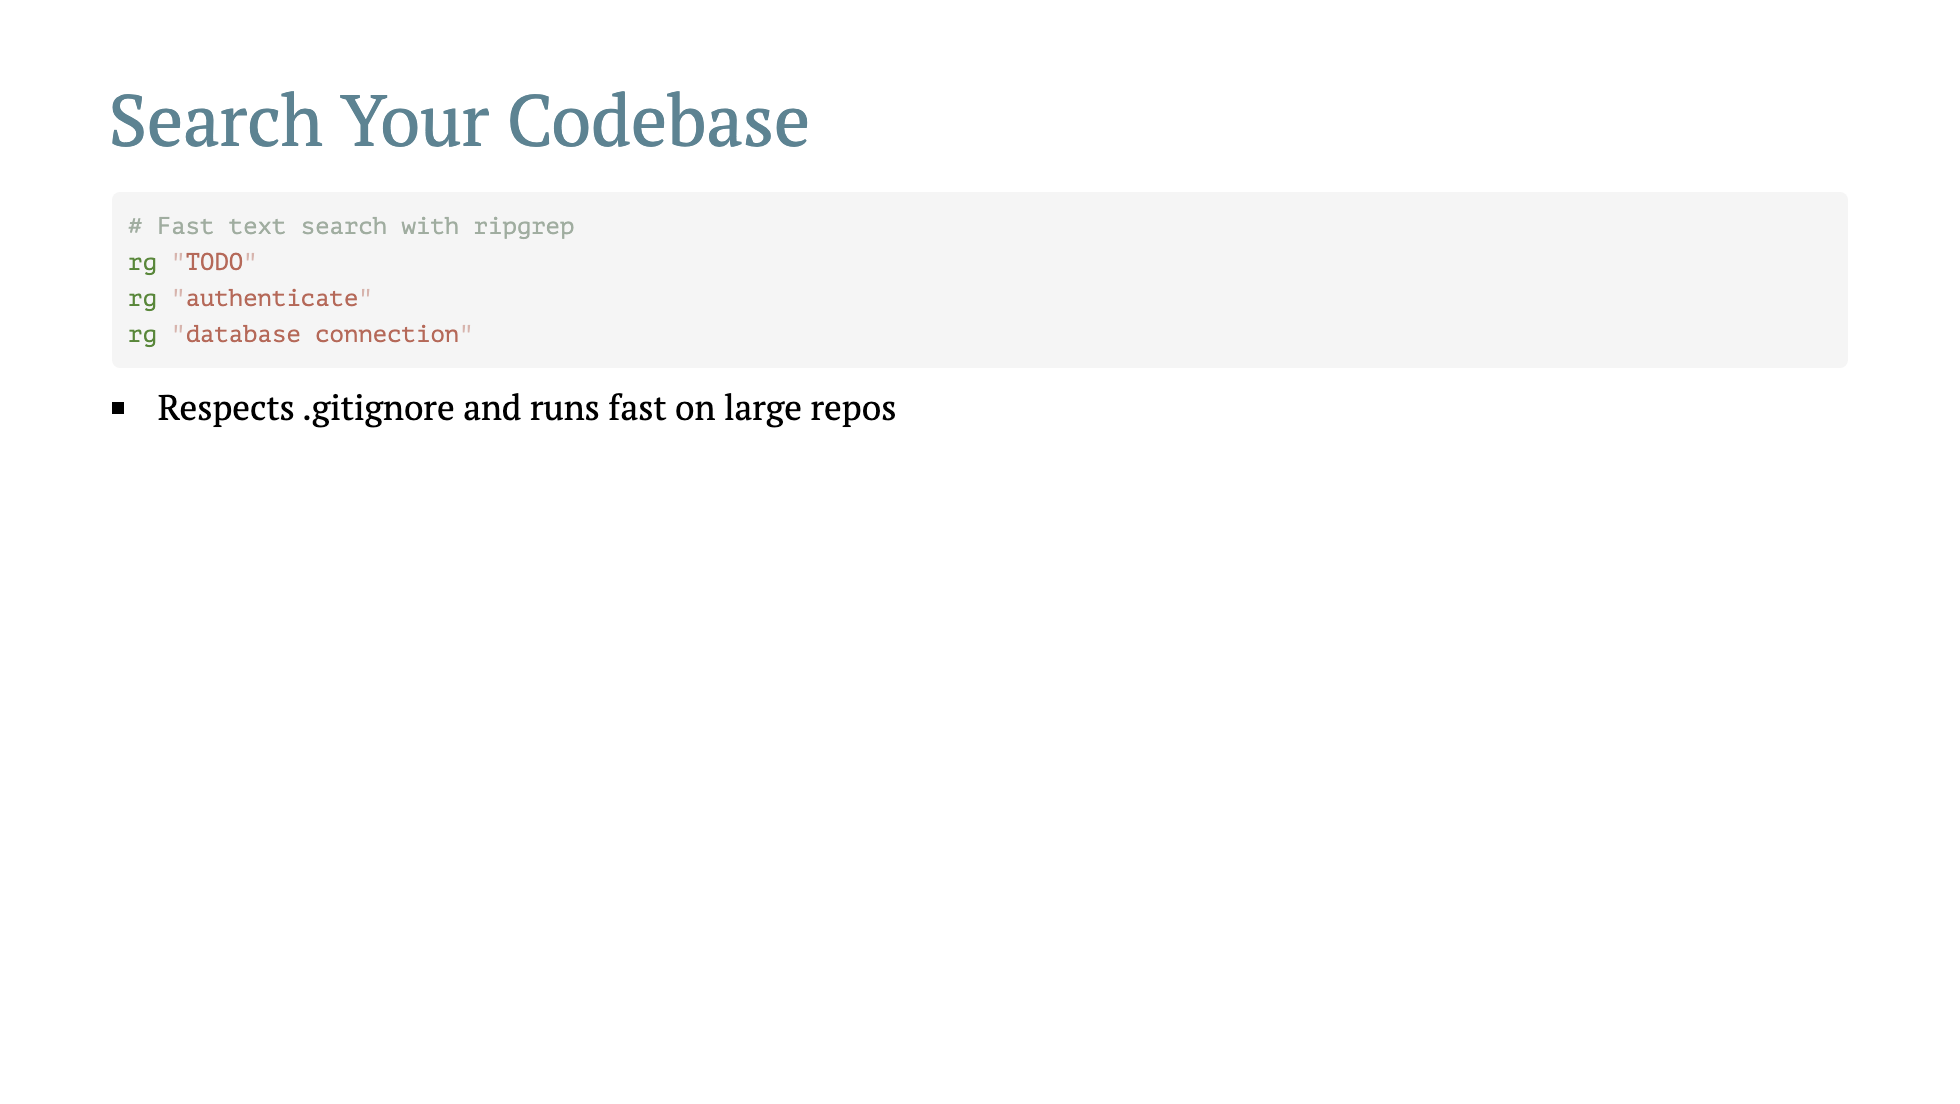 Search Your Codebase
# Fast text search with ripgrep
rg "TODO"
rg "authenticate"
rg "database connection"
▪ Respects .gitignore and runs fast on large repos